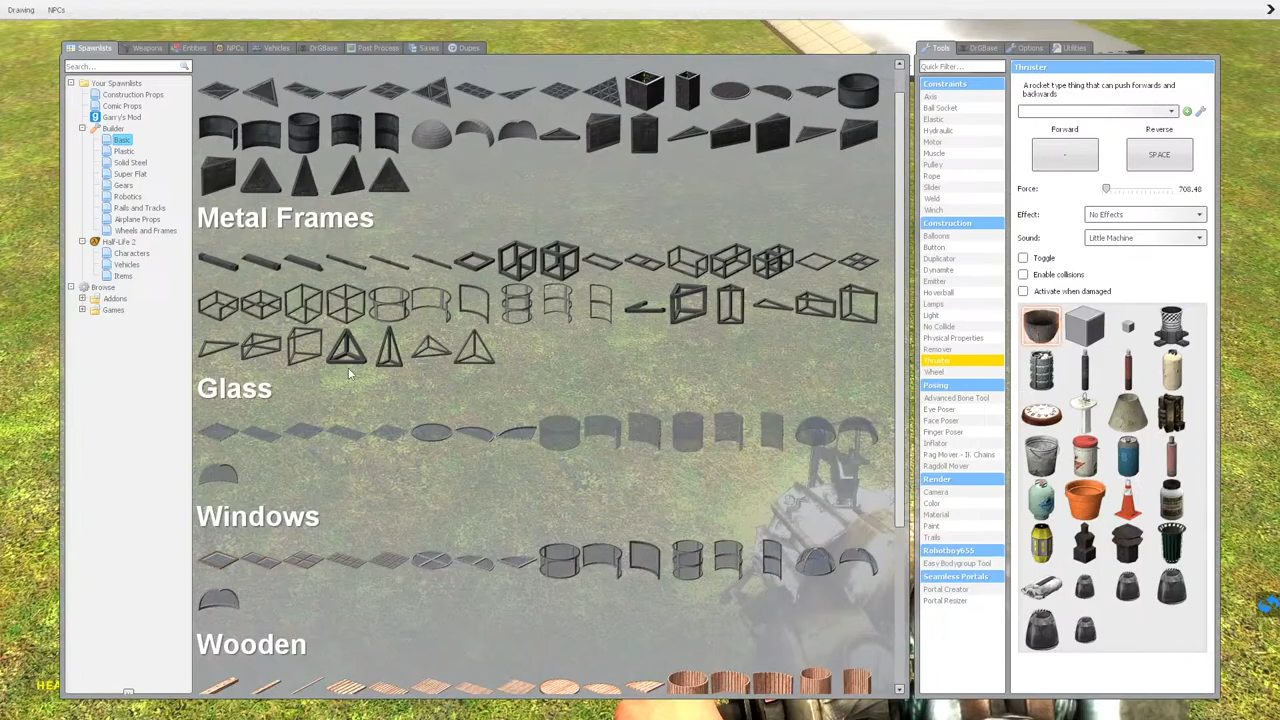 Drawing NPCs
Spawnlists Weapons Entities NPCs Vehicles DrGBase Post Process Saves Dupes
Search...
Your Spawnlists
Construction Props
Comic Props
Garry's Mod
Builder
Basic
Plastic
Solid Steel
Super Flat
Gears
Robotics
Rails and Tracks
Airplane Props
Wheels and Frames
Half-Life 2
Characters
Vehicles
Items
Browse
Addons
Games
Metal Frames
Glass
Windows
Wooden
Tools DrGBase Options Utilities
Quick Filter...
Constraints
Axis
Ball Socket
Elastic
Hydraulic
Motor
Muscle
Pulley
Rope
Slider
Weld
Winch
Construction
Balloons
Button
Duplicator
Dynamite
Emitter
Hoverball
Lamps
Light
No Collide
Physical Properties
Remover
Thruster
Wheel
Posing
Advanced Bone Tool
Eye Poser
Face Poser
Finger Poser
Inflator
Rag Mover - IK Chains
Ragdoll Mover
Render
Camera
Color
Material
Paint
Trails
Robotboy655
Easy Bodygroup Tool
Seamless Portals
Portal Creator
Portal Resizer
Thruster
A rocket type thing that can push forwards and
backwards
Forward Reverse
- SPACE
Force: 708.48
Effect: No Effects
Sound: Little Machine
Toggle
Enable collisions
Activate when damaged